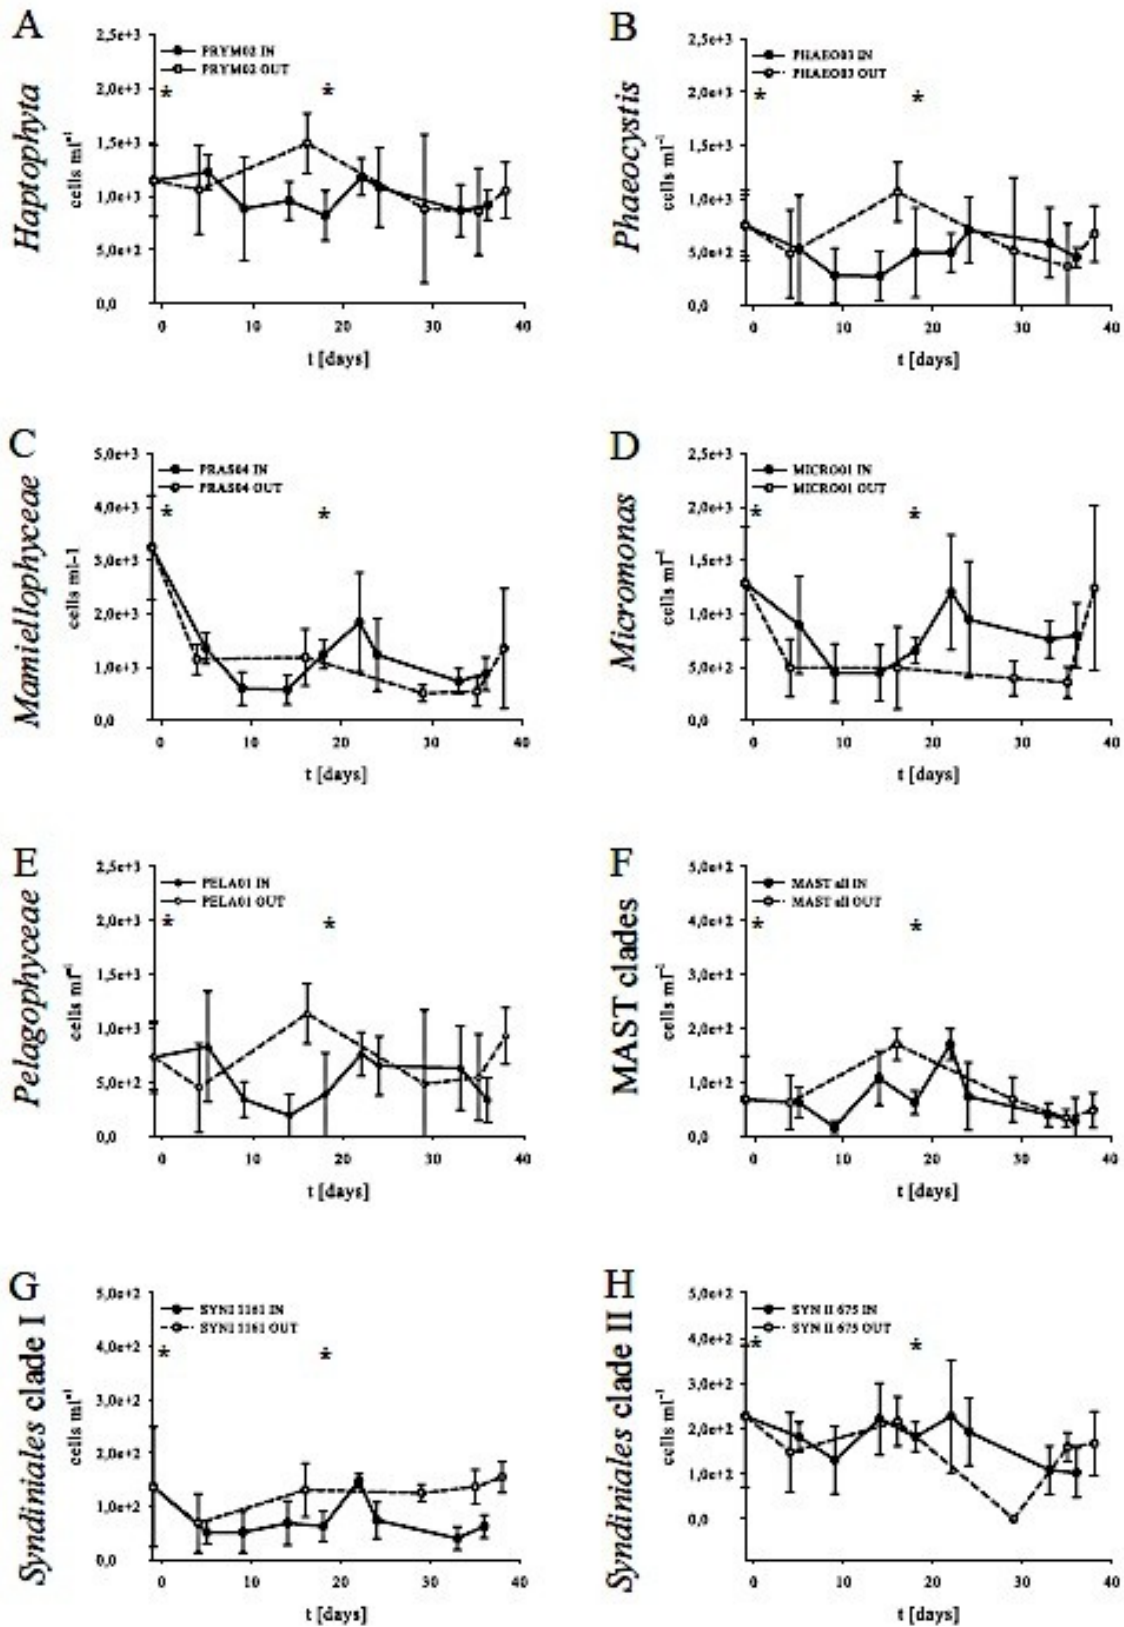 A
Haptophyta
cells ml⁻¹
2,5e+3
2,0e+3
1,5e+3
1,0e+3
5,0e+2
0,0
PRYM02 IN
PRYM02 OUT
* *
0 10 20 30 40
t [days]
B
Phaeocystis
cells ml⁻¹
2,5e+3
2,0e+3
1,5e+3
1,0e+3
5,0e+2
0,0
PHAEO03 IN
PHAEO03 OUT
* *
0 10 20 30 40
t [days]
C
Mamiellophyceae
cells ml-1
5,0e+3
4,0e+3
3,0e+3
2,0e+3
1,0e+3
0,0
PRAS04 IN
PRAS04 OUT
* *
0 10 20 30 40
t [days]
D
Micromonas
cells ml⁻¹
2,5e+3
2,0e+3
1,5e+3
1,0e+3
5,0e+2
0,0
MICRO01 IN
MICRO01 OUT
* *
0 10 20 30 40
t [days]
E
Pelagophyceae
cells ml⁻¹
2,5e+3
2,0e+3
1,5e+3
1,0e+3
5,0e+2
0,0
PELA01 IN
PELA01 OUT
* *
0 10 20 30 40
t [days]
F
MAST clades
cells ml⁻¹
5,0e+2
4,0e+2
3,0e+2
2,0e+2
1,0e+2
0,0
MAST all IN
MAST all OUT
* *
0 10 20 30 40
t [days]
G
Syndiniales clade I
cells ml⁻¹
5,0e+2
4,0e+2
3,0e+2
2,0e+2
1,0e+2
0,0
SYNI 1161 IN
SYNI 1161 OUT
* *
0 10 20 30 40
t [days]
H
Syndiniales clade II
cells ml⁻¹
5,0e+2
4,0e+2
3,0e+2
2,0e+2
1,0e+2
0,0
SYN II 675 IN
SYN II 675 OUT
* *
0 10 20 30 40
t [days]